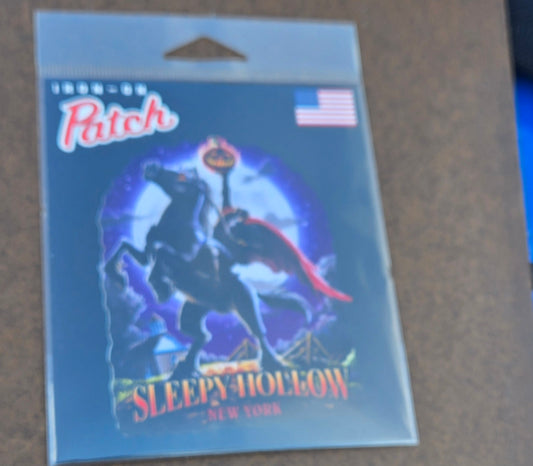 IRON-ON
Patch
SLEEPY HOLLOW
NEW YORK